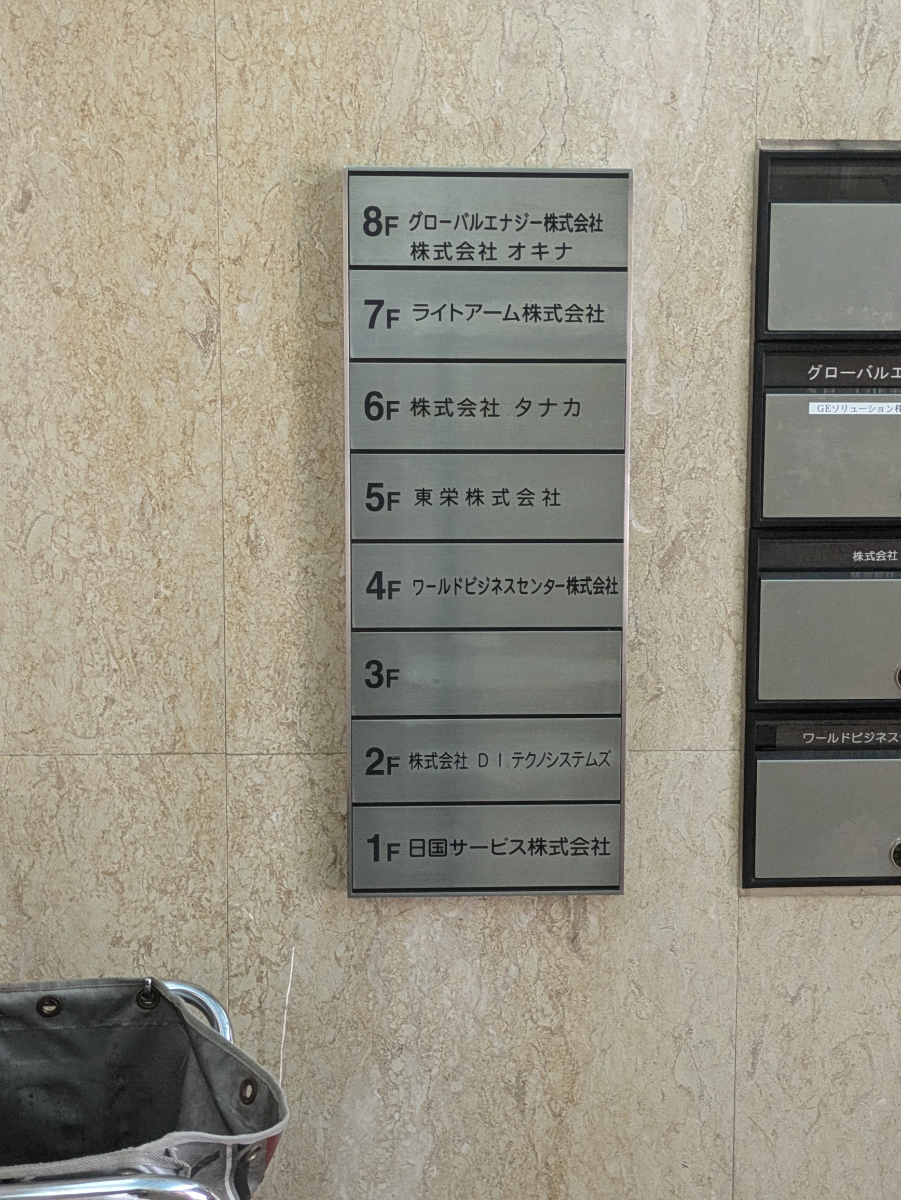 8F グローバルエナジー株式会社
株式会社 オキナ
7F ライトアーム株式会社
6F 株式会社 タナカ
5F 東栄株式会社
4F ワールドビジネスセンター株式会社
3F
2F 株式会社 DIテクノシステムズ
1F 日国サービス株式会社
グローバルエ
GEソリューション株
株式会社
ワールドビジネス